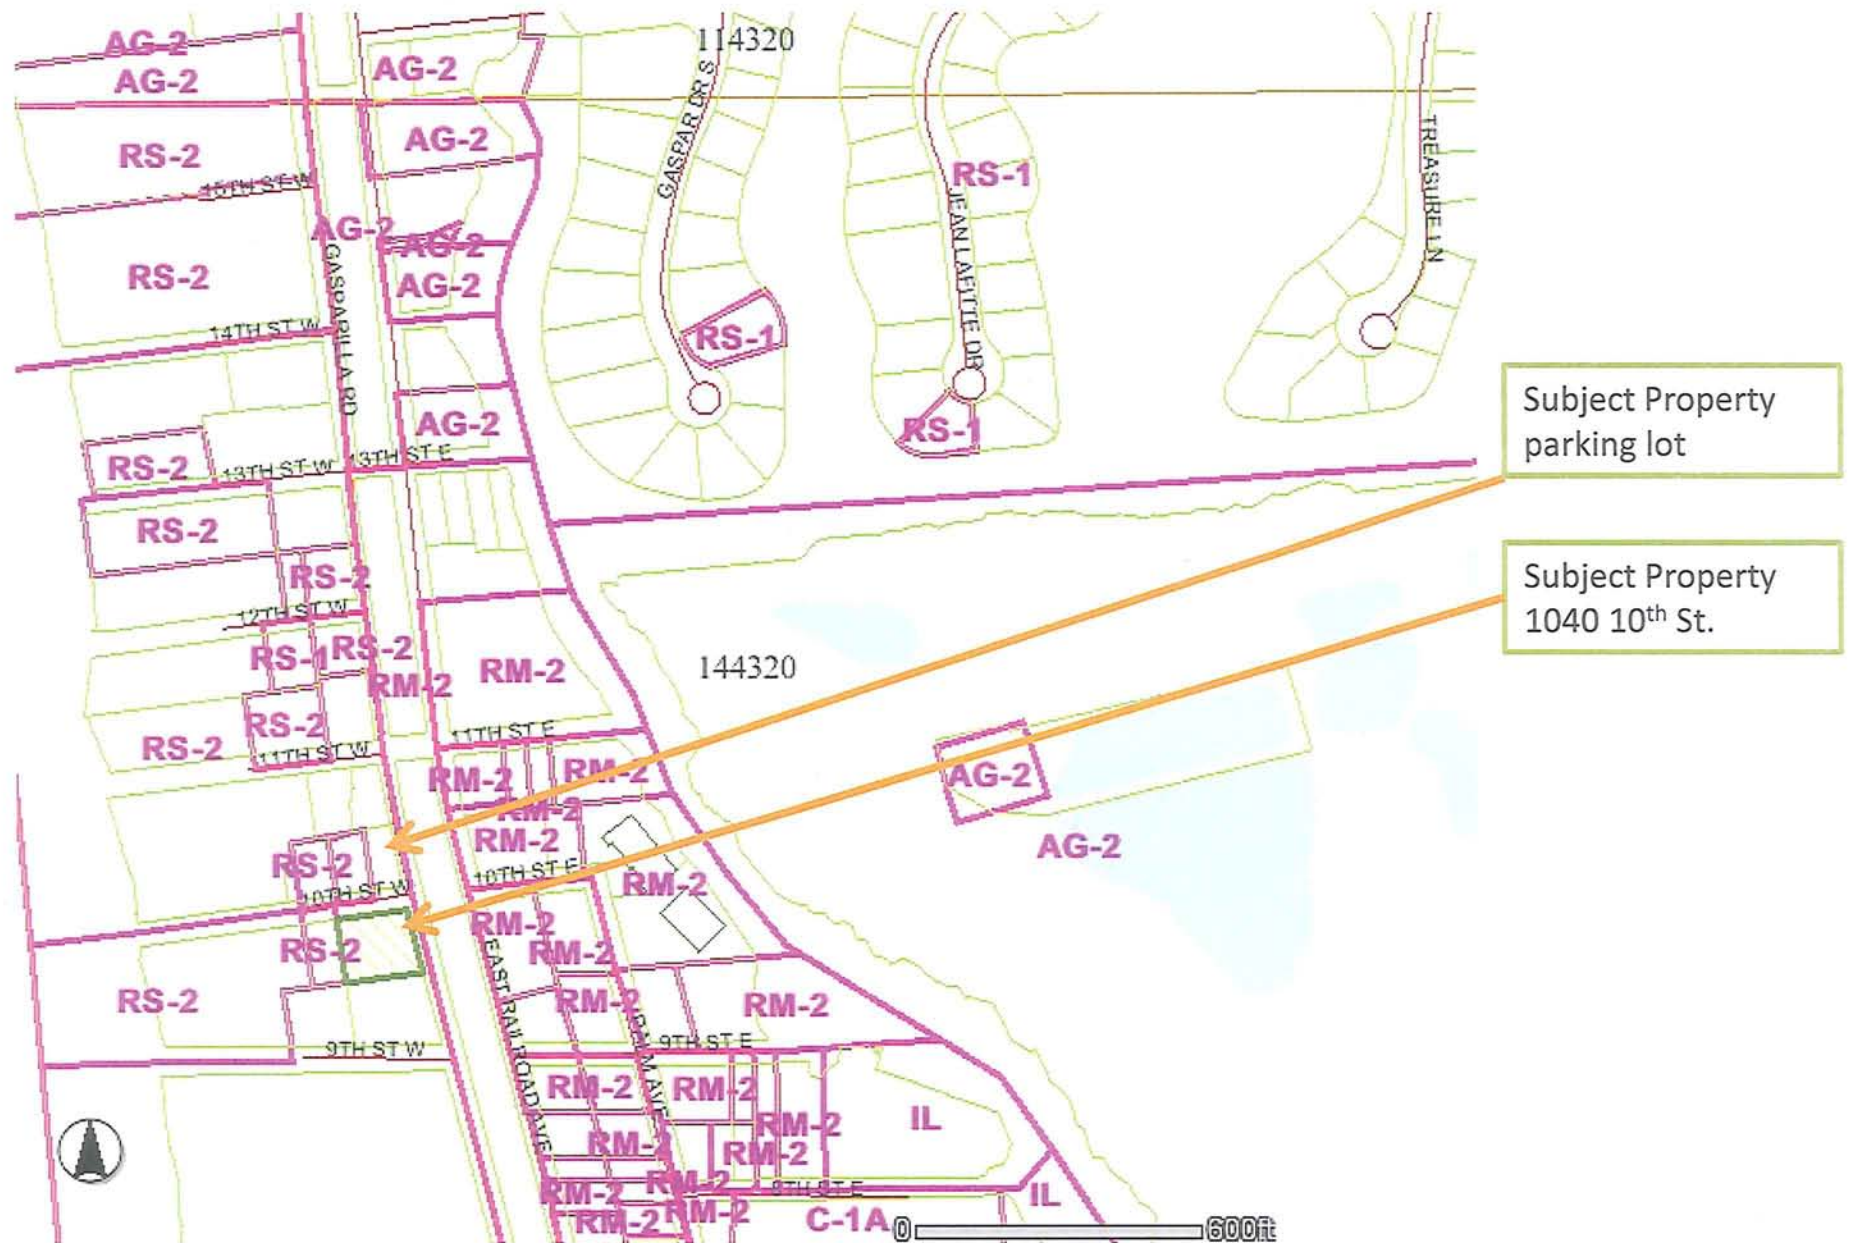 AG-2
AG-2
AG-2
114320
GASPAR DR S
AG-2
RS-2
RS-1
TREASURE LN
15TH ST W
JEAN LAFITTE DR
AG-2
AG-2
RS-2
AG-2
GASPARILLA RD
14TH ST W
RS-1
Subject Property
parking lot
AG-2
RS-1
RS-2
13TH ST W
13TH ST E
RS-2
RS-2
Subject Property
1040 10th St.
12TH ST W
RS-1
RS-2
RM-2
RM-2
144320
RS-2
RS-2
11TH ST W
11TH ST E
RM-2
RM-2
AG-2
RM-2
RM-2
AG-2
RS-2
10TH ST W
10TH ST E
RM-2
RM-2
RS-2
RM-2
EAST RAILROAD AVE
RS-2
RM-2
RM-2
PALM AVE
9TH ST W
9TH ST E
RM-2
RM-2
RM-2
IL
RM-2
RM-2
RM-2
RM-2
8TH ST E
IL
RM-2
RM-2
C-1A
0
600ft